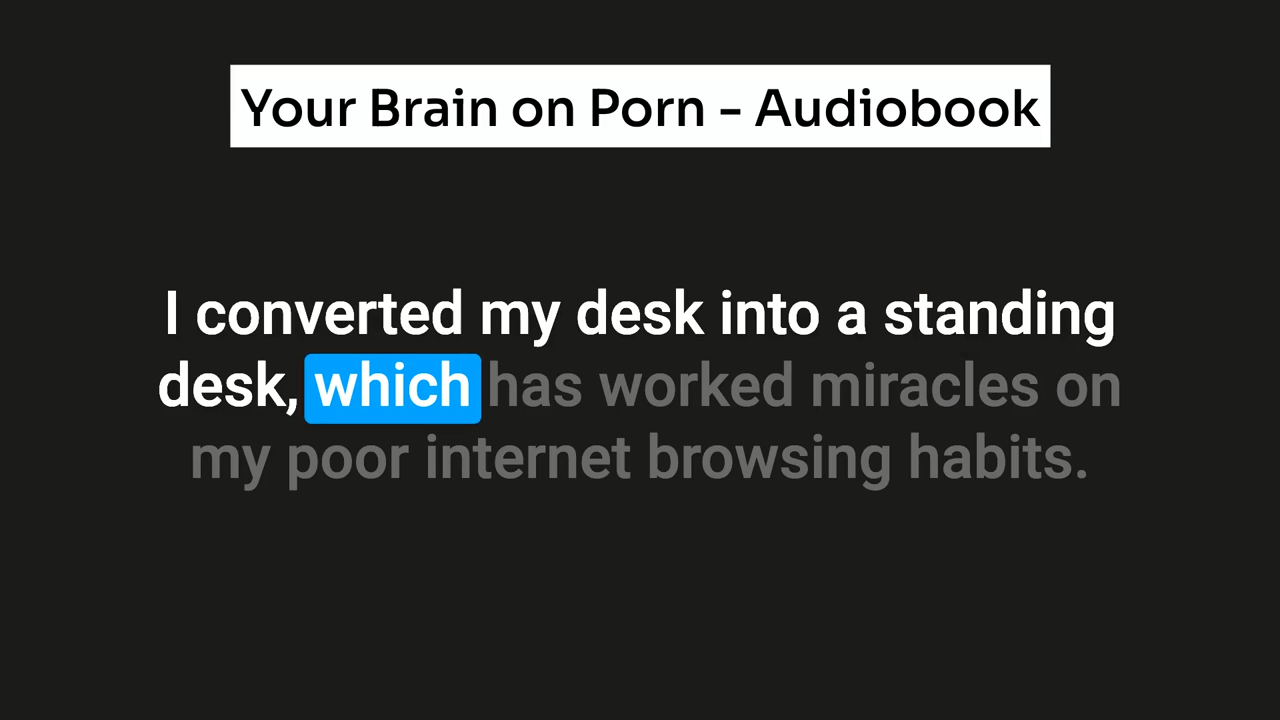 Your Brain on Porn - Audiobook
I converted my desk into a standing
desk, which has worked miracles on
my poor internet browsing habits.